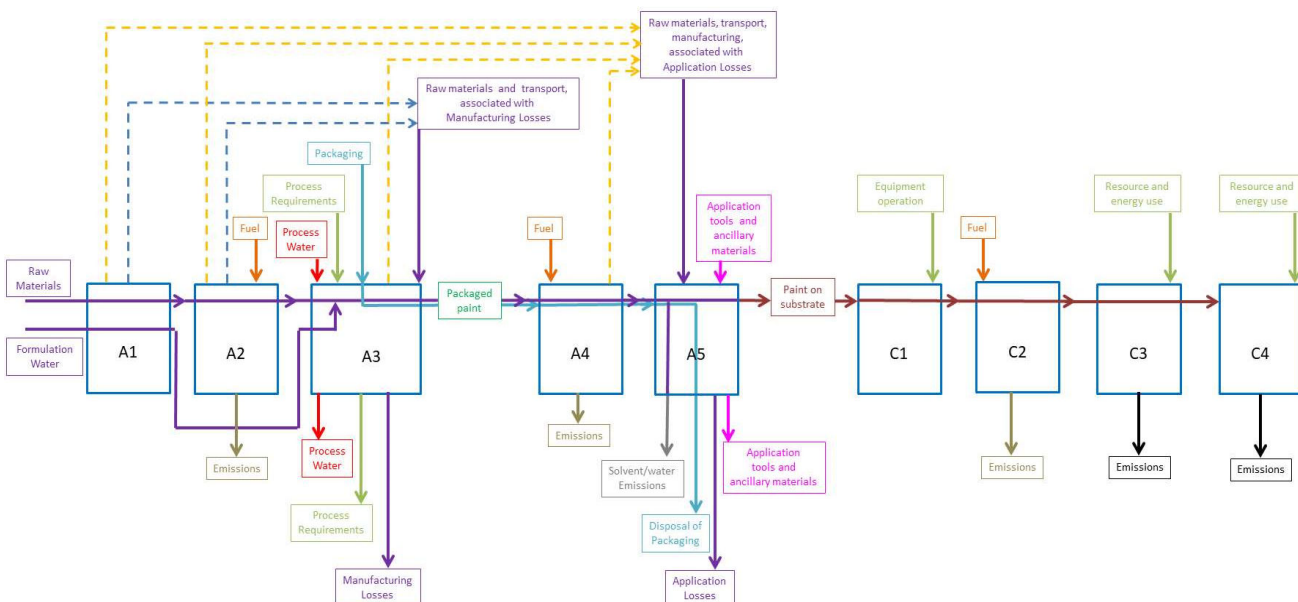 Raw materials, transport,
manufacturing,
associated with
Application Losses
Raw materials and transport,
associated with
Manufacturing Losses
Packaging
Process
Requirements
Equipment
operation
Resource and
energy use
Resource and
energy use
Application
tools and
ancillary
materials
Fuel
Process
Water
Fuel
Fuel
Raw
Materials
Packaged
paint
Paint on
substrate
Formulation
Water
A1
A2
A3
A4
A5
C1
C2
C3
C4
Emissions
Process
Water
Emissions
Solvent/water
Emissions
Application
tools and
ancillary materials
Emissions
Emissions
Emissions
Process
Requirements
Disposal of
Packaging
Manufacturing
Losses
Application
Losses